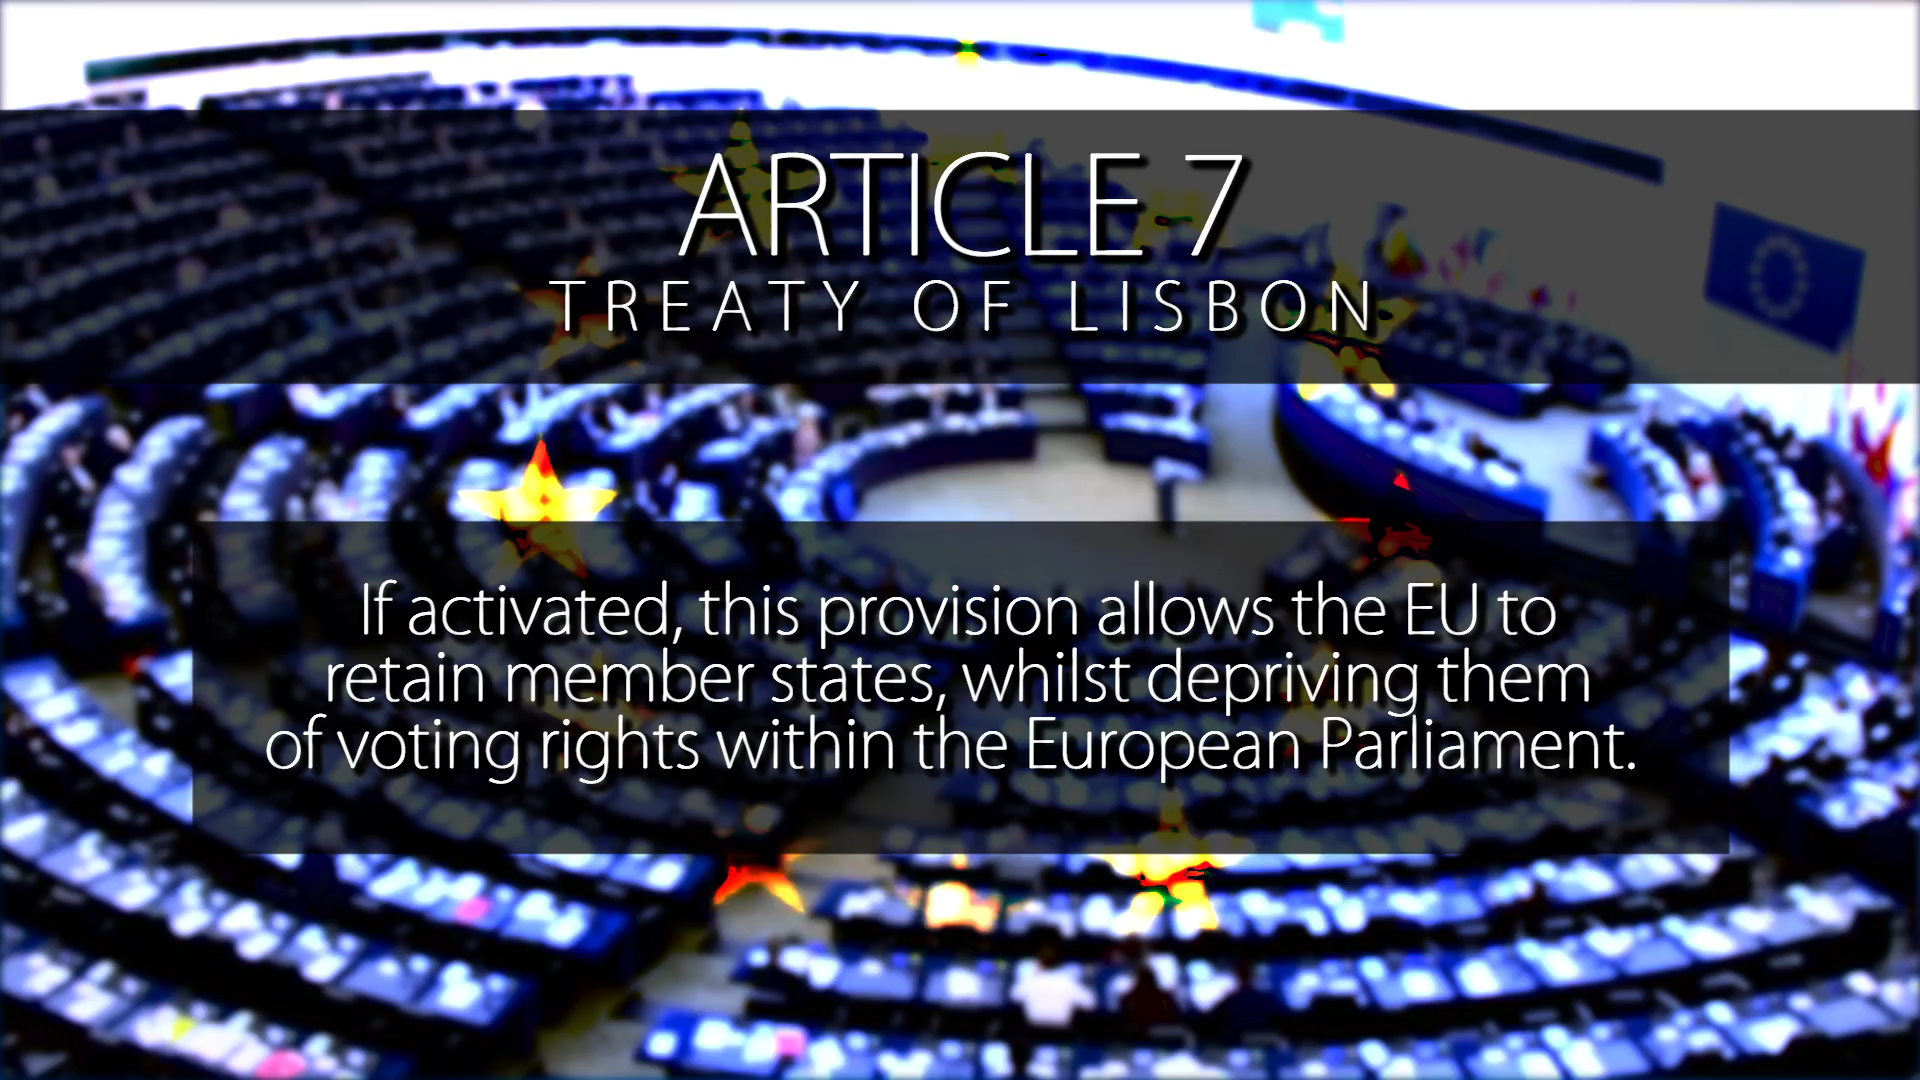 ARTICLE 7
TREATY OF LISBON
If activated, this provision allows the EU to
retain member states, whilst depriving them
of voting rights within the European Parliament.